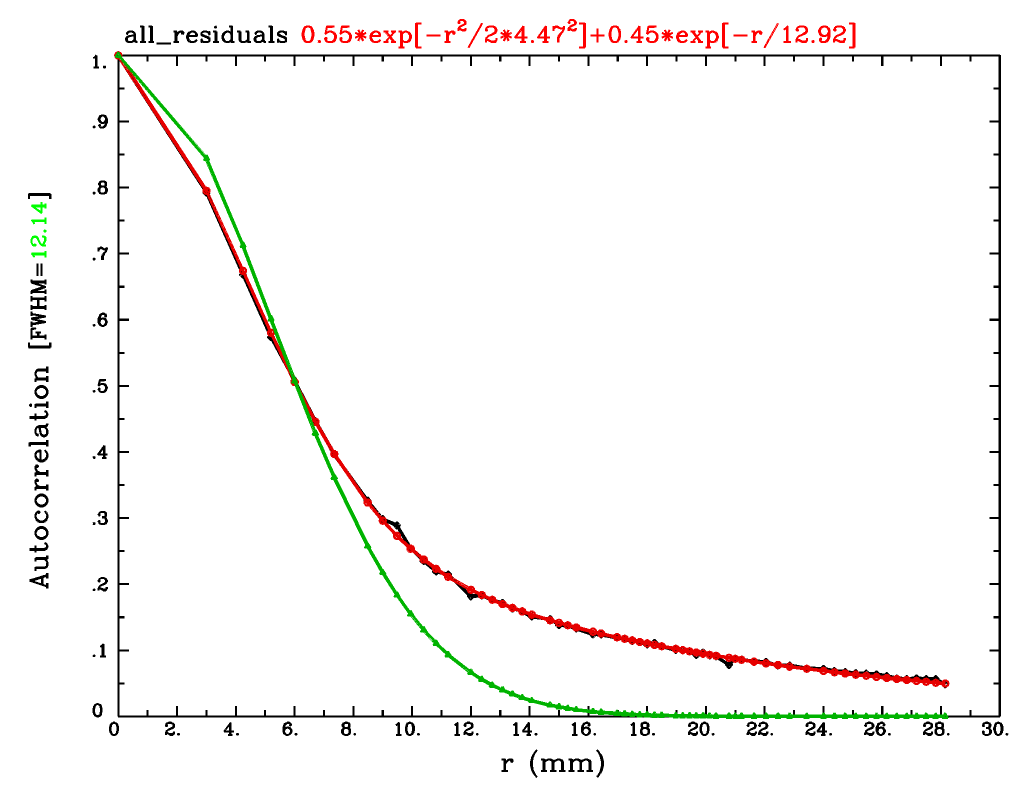 all_residuals 0.55*exp[-r²/2*4.47²]+0.45*exp[-r/12.92]
Autocorrelation [FWHM=12.14]
1.
.9
.8
.7
.6
.5
.4
.3
.2
.1
0
0 2. 4. 6. 8. 10. 12. 14. 16. 18. 20. 22. 24. 26. 28. 30.
r (mm)